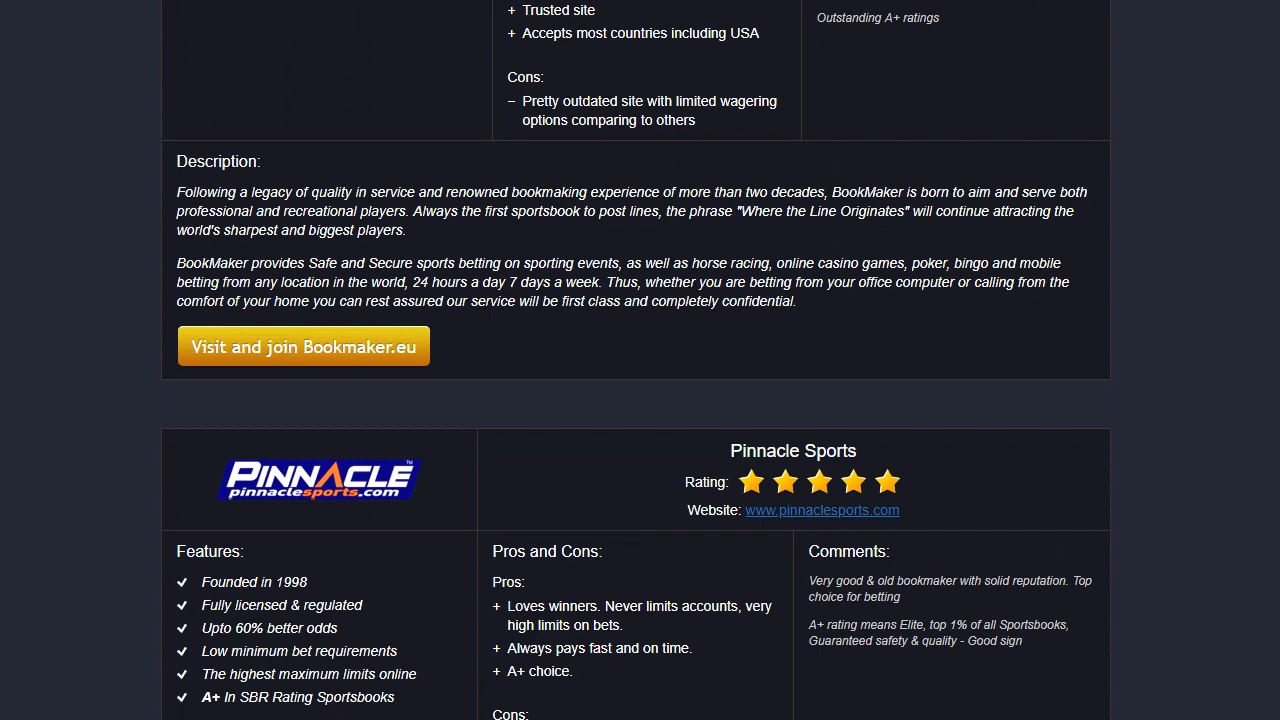 + Trusted site
+ Accepts most countries including USA
Cons:
– Pretty outdated site with limited wagering
options comparing to others
Outstanding A+ ratings
Description:
Following a legacy of quality in service and renowned bookmaking experience of more than two decades, BookMaker is born to aim and serve both
professional and recreational players. Always the first sportsbook to post lines, the phrase "Where the Line Originates" will continue attracting the
world's sharpest and biggest players.
BookMaker provides Safe and Secure sports betting on sporting events, as well as horse racing, online casino games, poker, bingo and mobile
betting from any location in the world, 24 hours a day 7 days a week. Thus, whether you are betting from your office computer or calling from the
comfort of your home you can rest assured our service will be first class and completely confidential.
Visit and join Bookmaker.eu
PINNACLE™
pinnaclesports.com
Pinnacle Sports
Rating:
Website: www.pinnaclesports.com
Features:
Founded in 1998
Fully licensed & regulated
Upto 60% better odds
Low minimum bet requirements
The highest maximum limits online
A+ In SBR Rating Sportsbooks
Pros and Cons:
Pros:
+ Loves winners. Never limits accounts, very
high limits on bets.
+ Always pays fast and on time.
+ A+ choice.
Cons:
Comments:
Very good & old bookmaker with solid reputation. Top
choice for betting
A+ rating means Elite, top 1% of all Sportsbooks,
Guaranteed safety & quality - Good sign